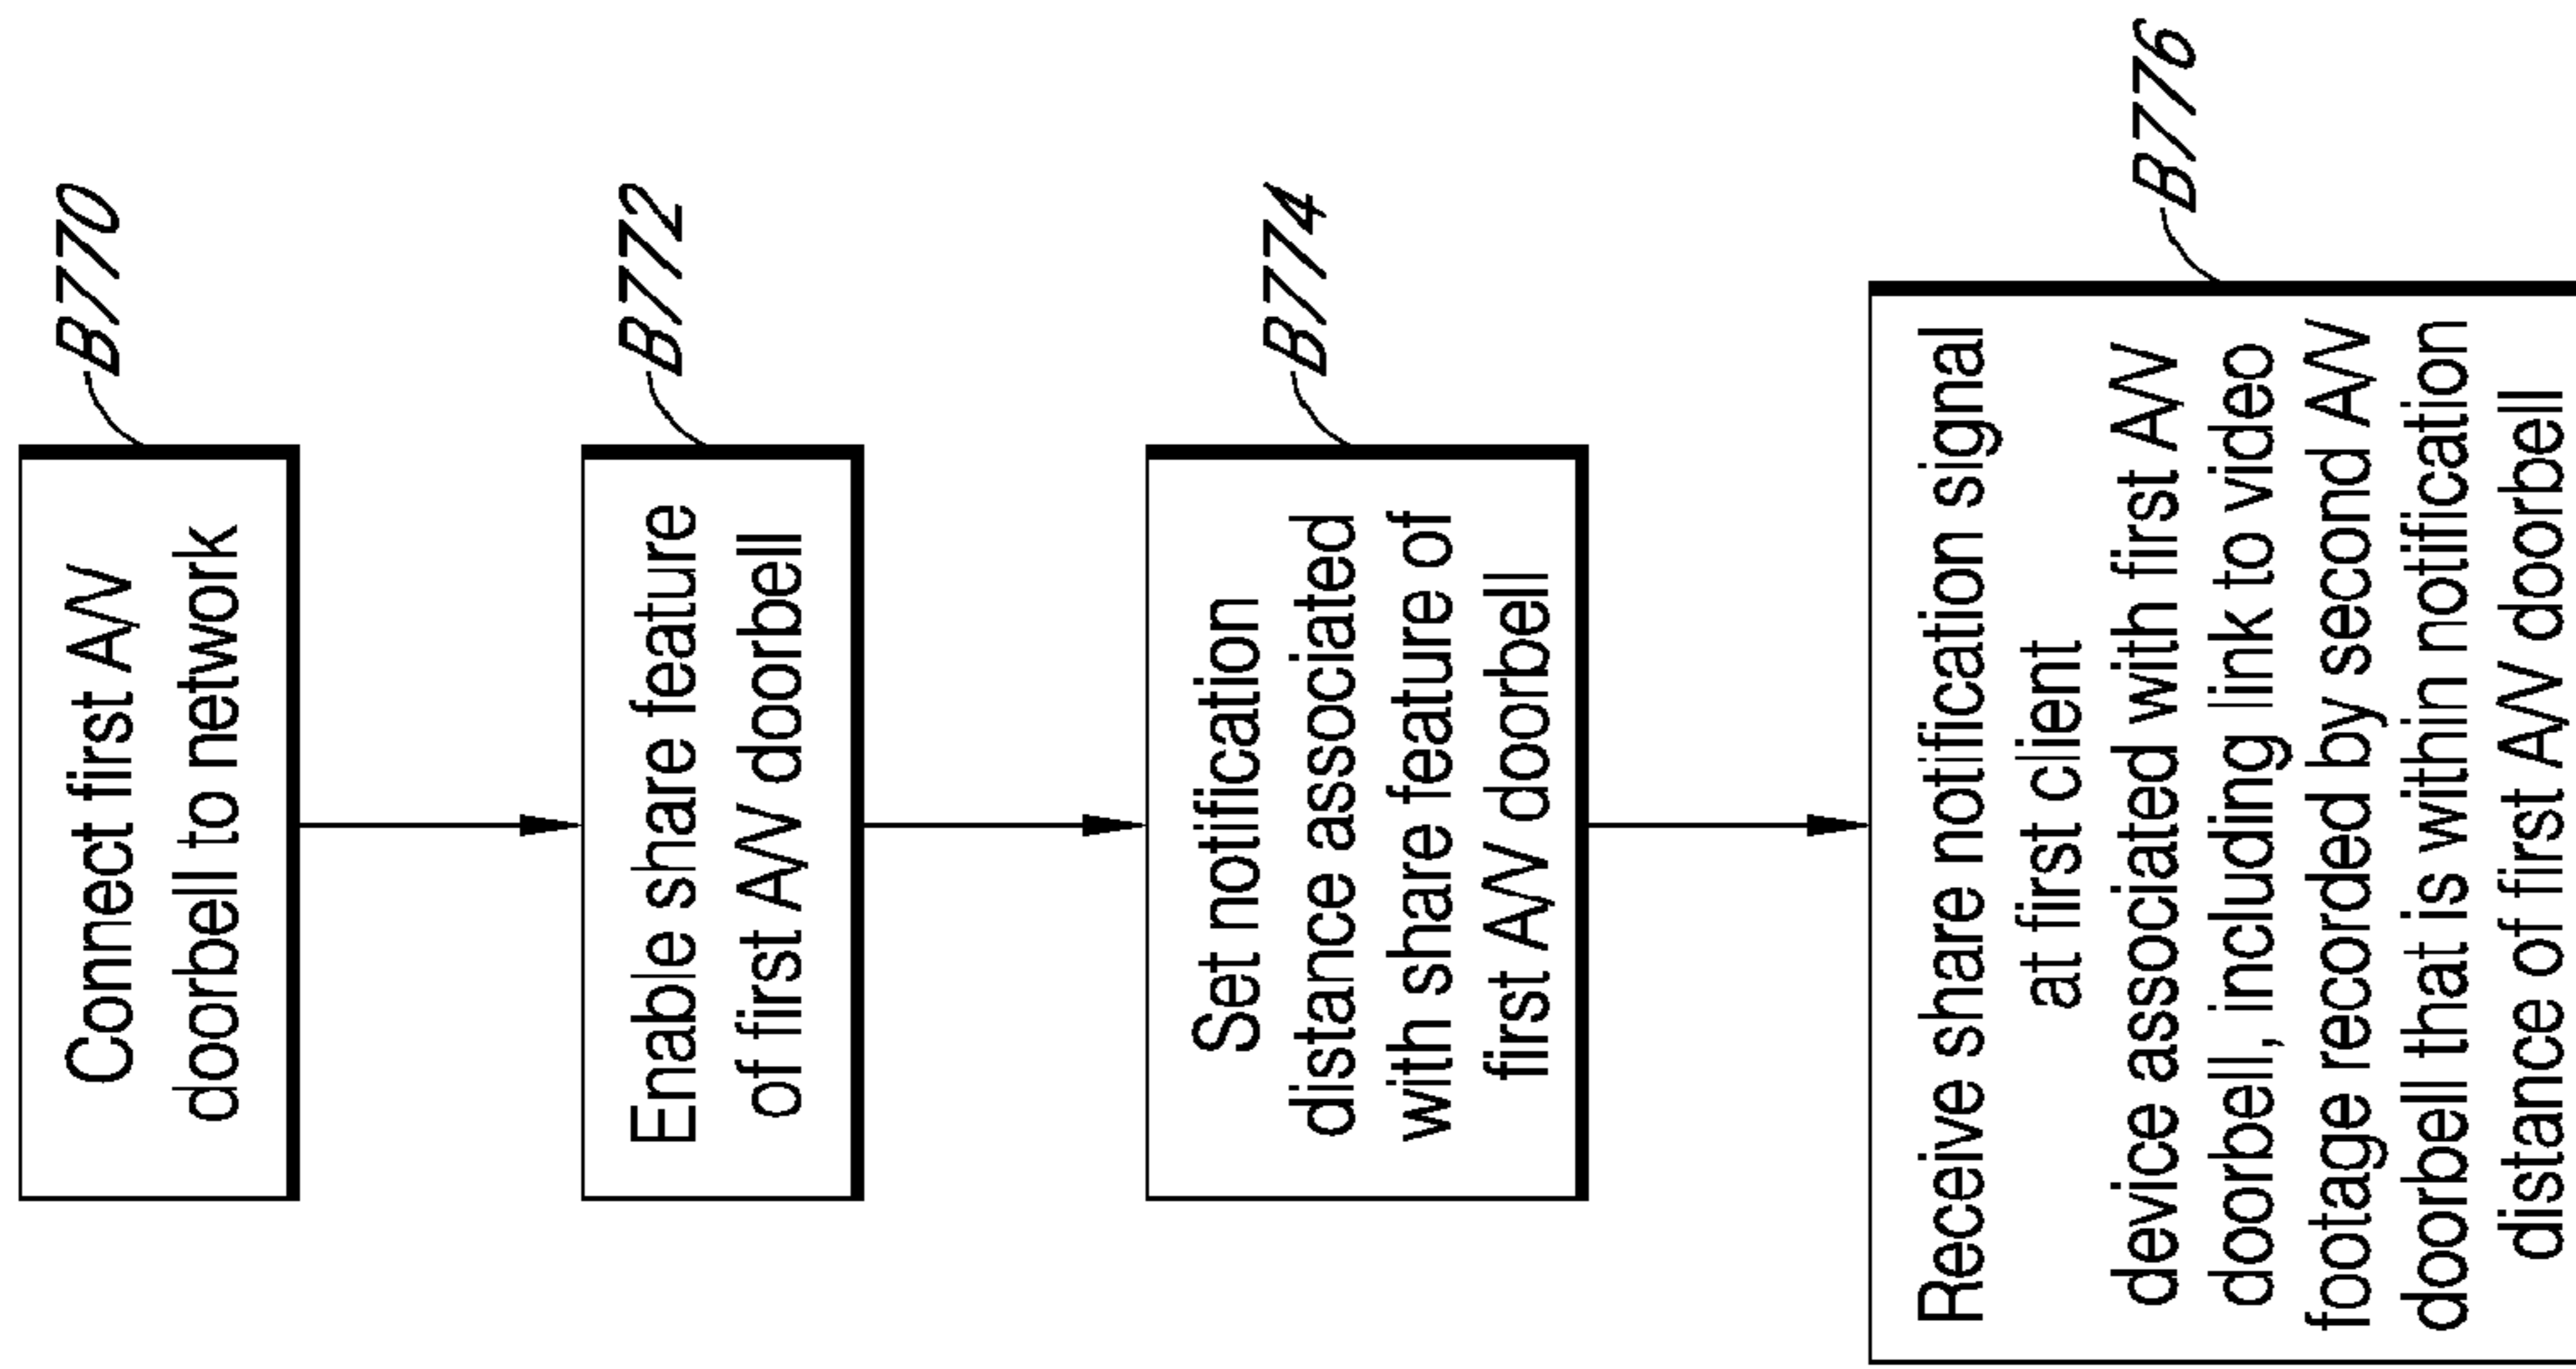 Connect first A/V
doorbell to network
B770
Enable share feature
of first A/V doorbell
B772
Set notification
distance associated
with share feature of
first A/V doorbell
B774
Receive share notification signal
at first client
device associated with first A/V
doorbell, including link to video
footage recorded by second A/V
doorbell that is within notification
distance of first A/V doorbell
B776